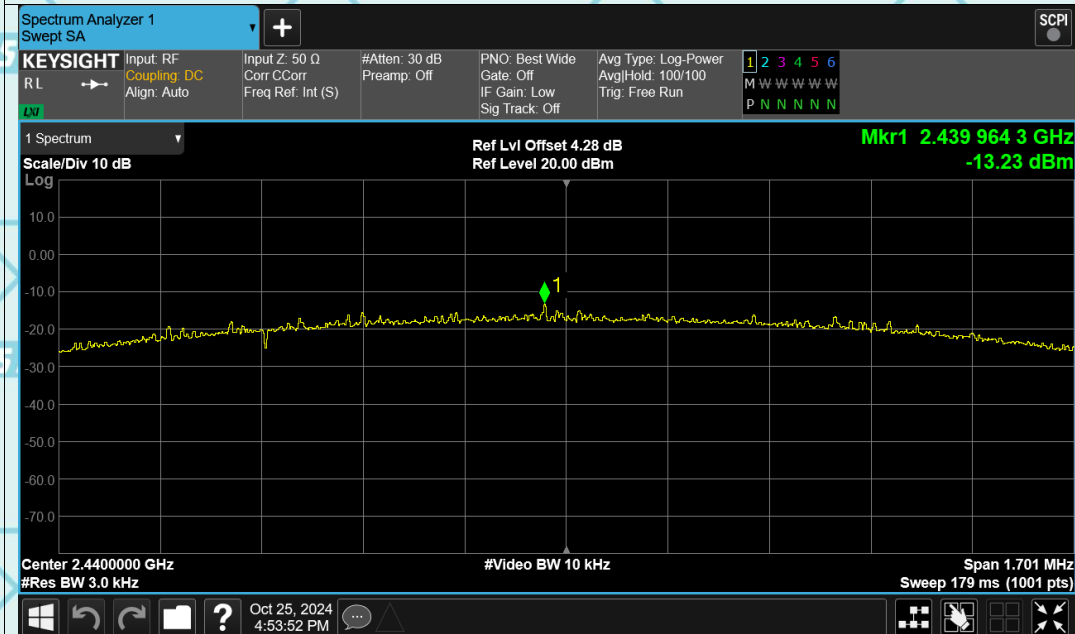 Spectrum Analyzer 1
Swept SA
+
SCPI
KEYSIGHT
R L
LXI
Input: RF
Coupling: DC
Align: Auto
Input Z: 50 Ω
Corr CCorr
Freq Ref: Int (S)
#Atten: 30 dB
Preamp: Off
PNO: Best Wide
Gate: Off
IF Gain: Low
Sig Track: Off
Avg Type: Log-Power
Avg|Hold: 100/100
Trig: Free Run
1 2 3 4 5 6
M W W W W W
P N N N N N
1 Spectrum
Scale/Div 10 dB
Log
Ref Lvl Offset 4.28 dB
Ref Level 20.00 dBm
Mkr1 2.439 964 3 GHz
-13.23 dBm
10.0
0.00
-10.0
1
-20.0
-30.0
-40.0
-50.0
-60.0
-70.0
Center 2.4400000 GHz
#Video BW 10 kHz
Span 1.701 MHz
#Res BW 3.0 kHz
Sweep 179 ms (1001 pts)
?
Oct 25, 2024
4:53:52 PM